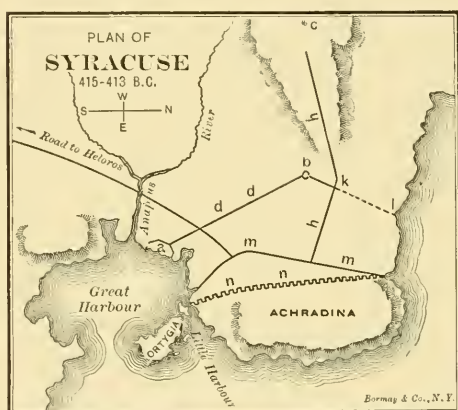 PLAN OF
SYRACUSE
415-413 B.C.
W
S N
E
Road to Heloros
Anapus
River
c
h
b
k
l
d d
h
a
m m
n n
Great
Harbour
ACHRADINA
ORTYGIA
Little Harbour
Bormay & Co., N.Y.